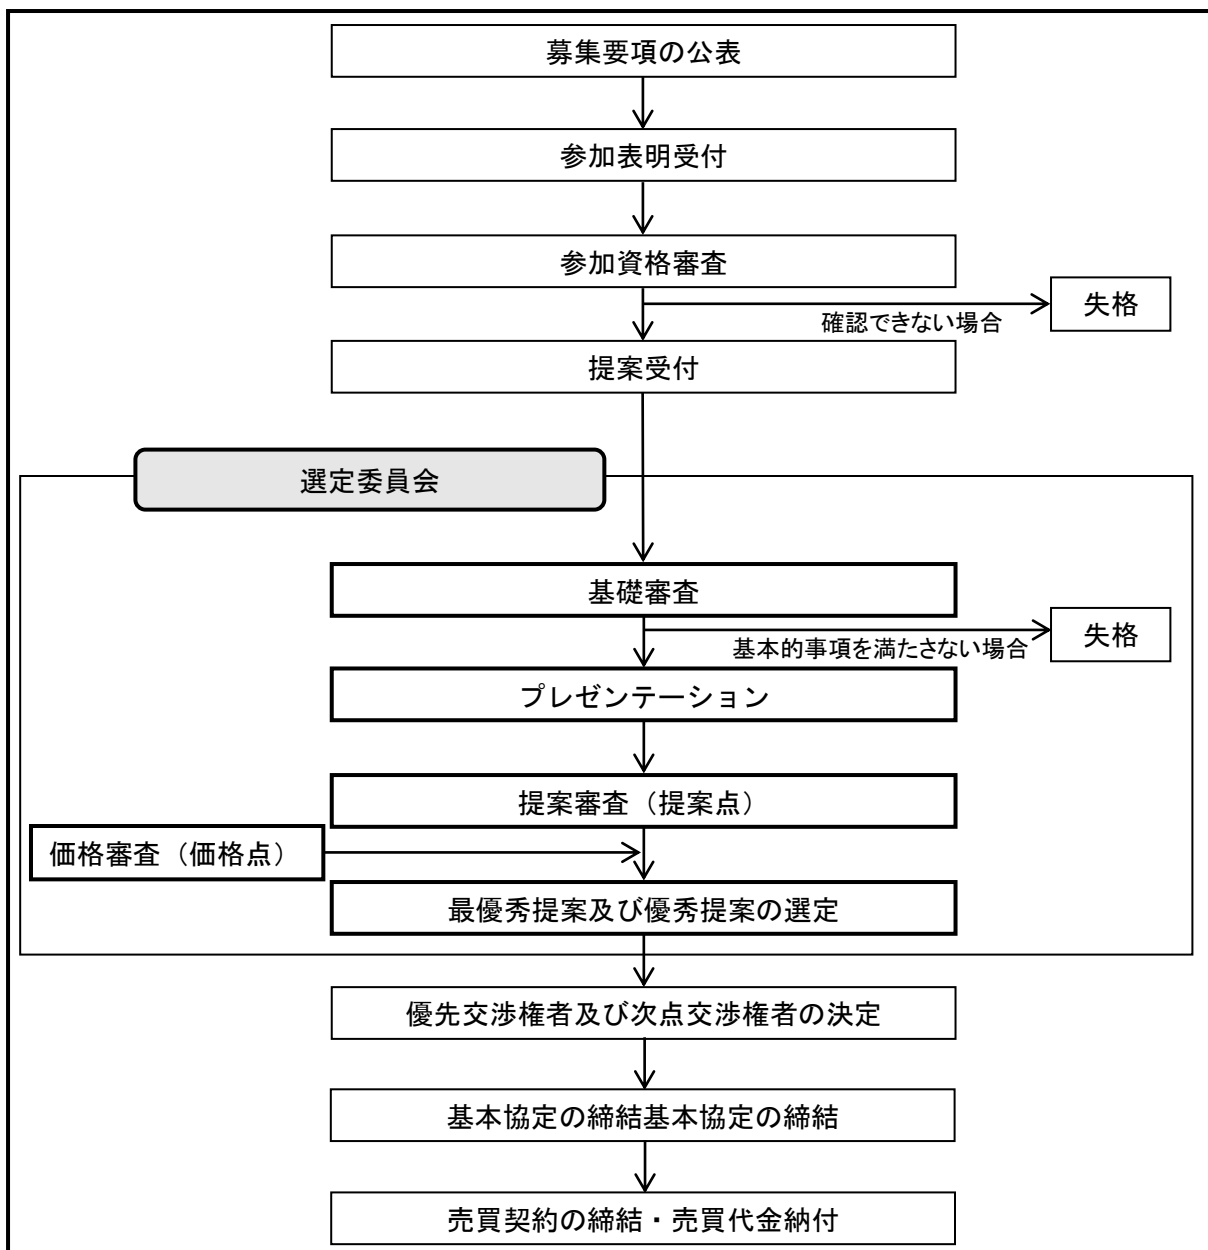 募集要項の公表
参加表明受付
参加資格審査
失格
確認できない場合
提案受付
選定委員会
基礎審査
失格
基本的事項を満たさない場合
プレゼンテーション
提案審査（提案点）
価格審査（価格点）
最優秀提案及び優秀提案の選定
優先交渉権者及び次点交渉権者の決定
基本協定の締結基本協定の締結
売買契約の締結・売買代金納付